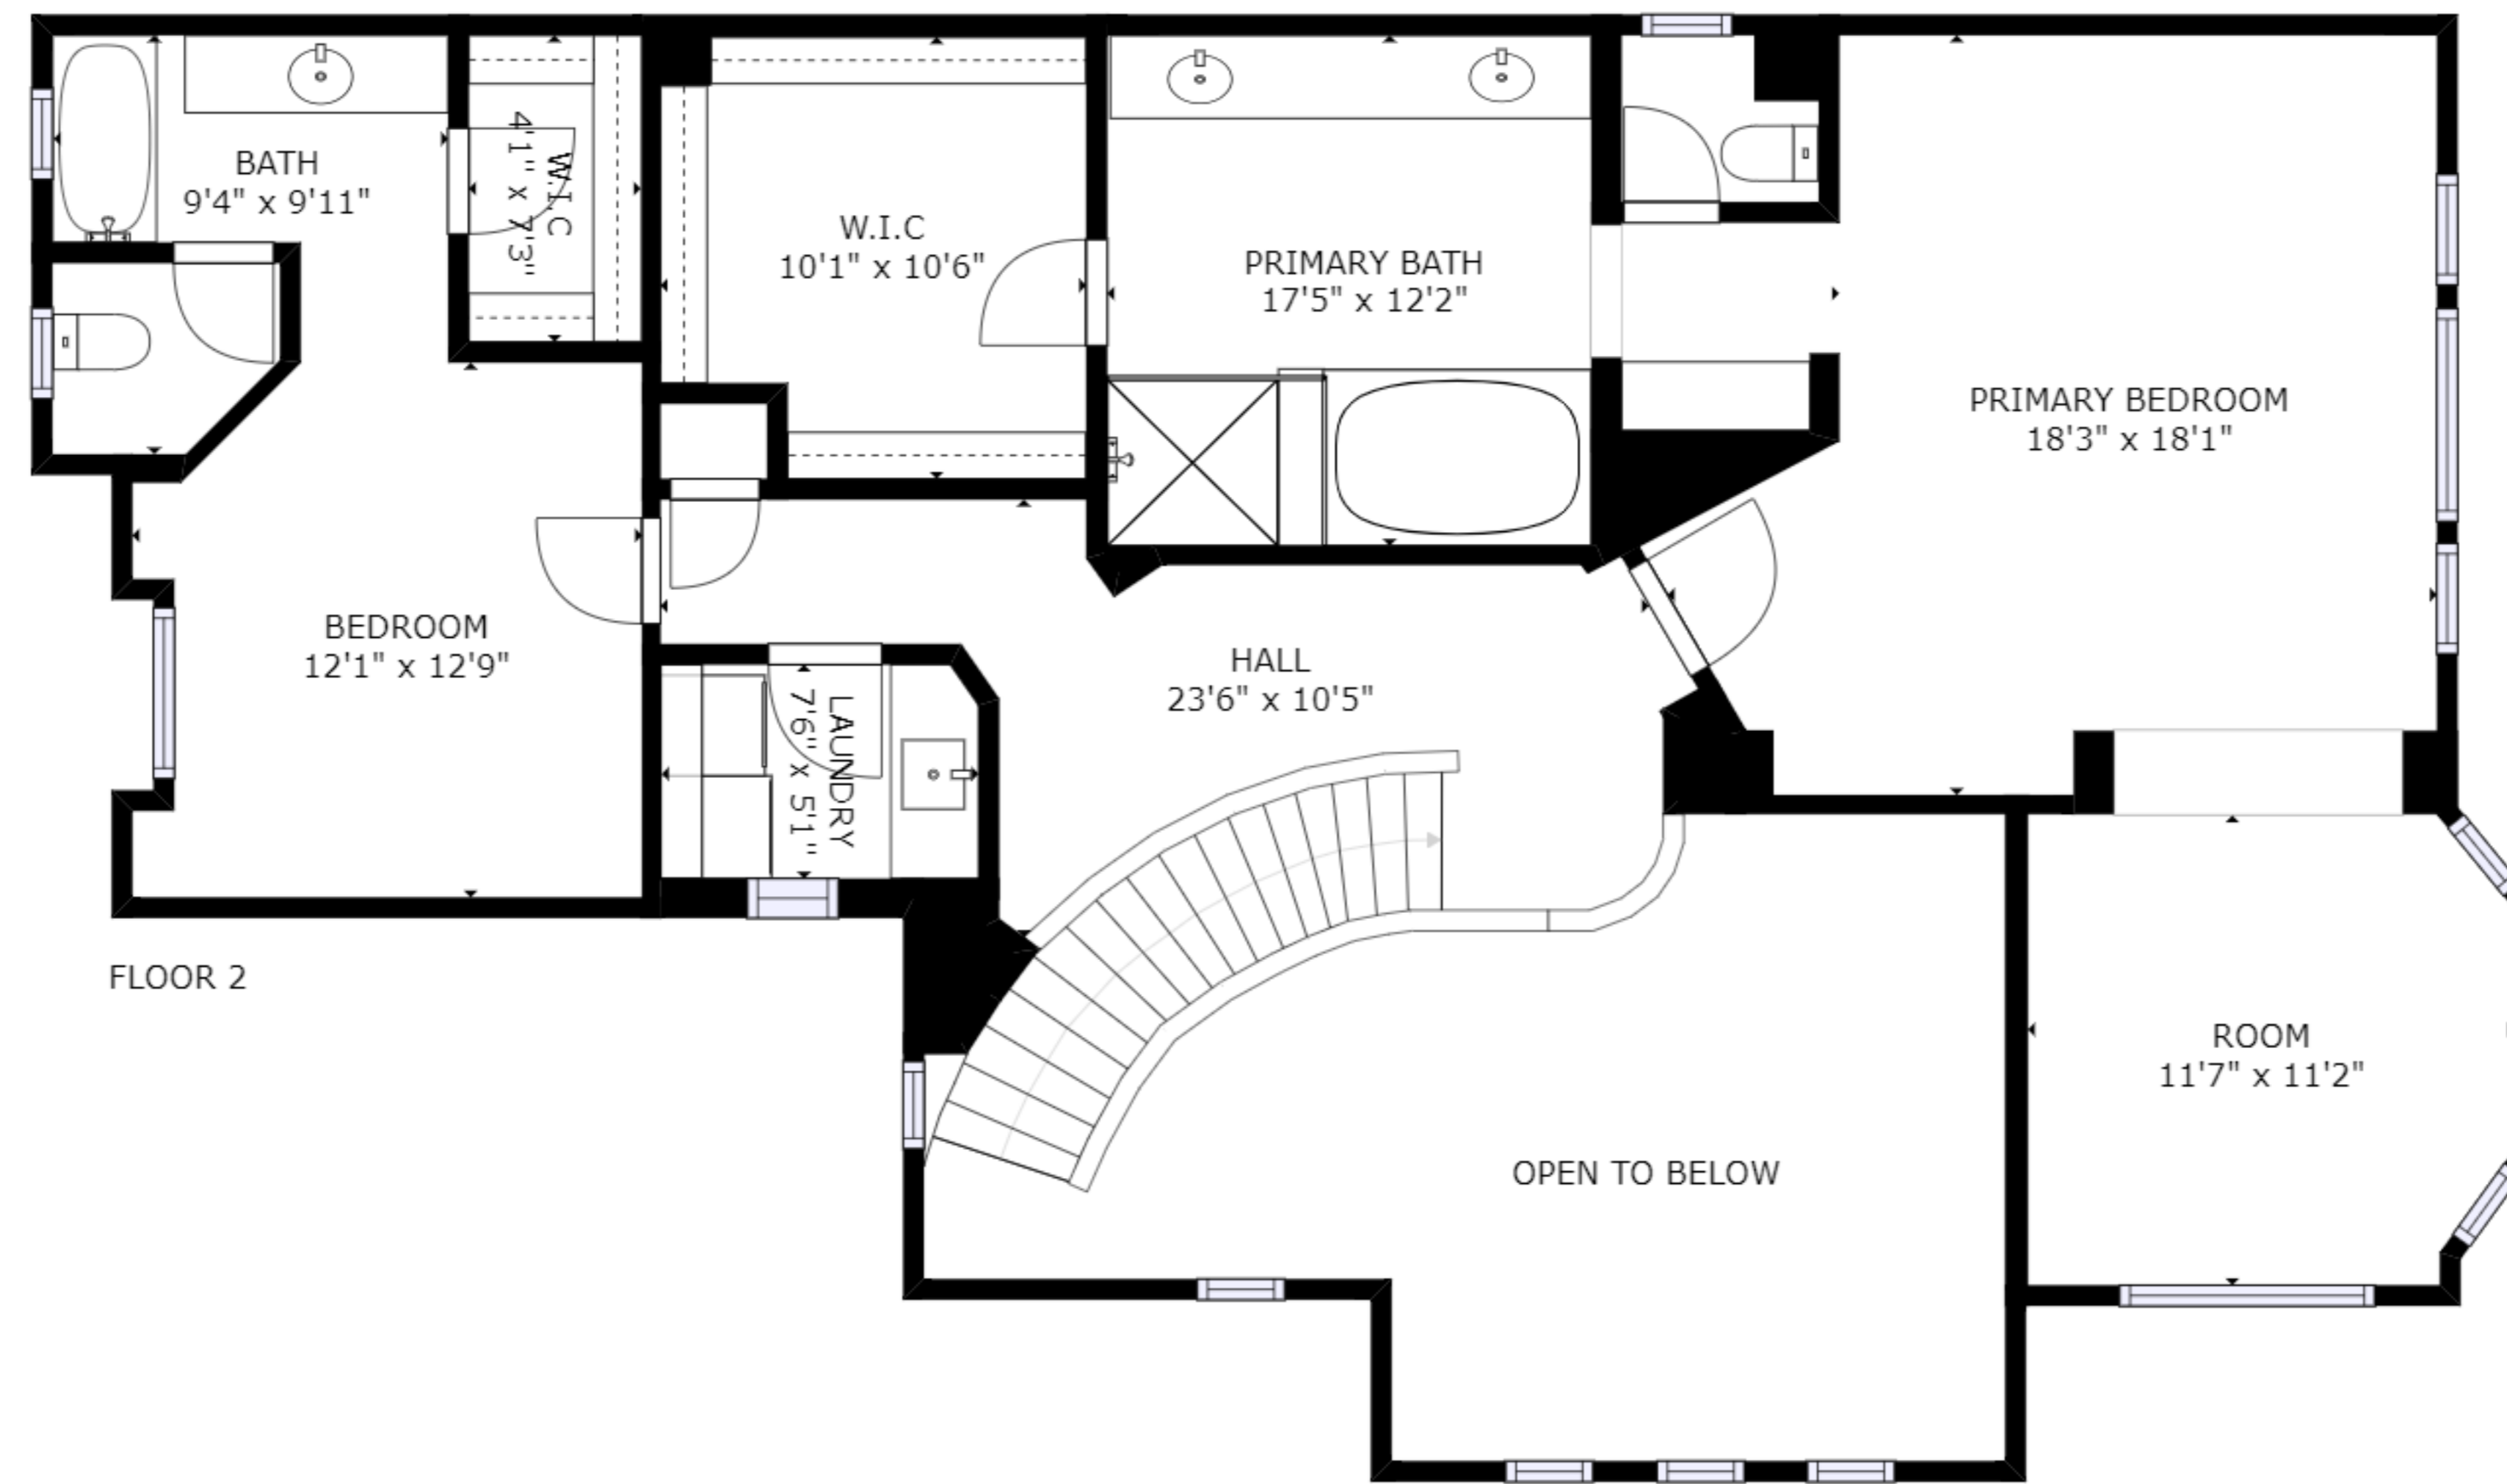 BATH
9'4" x 9'11"
W.I.C
4'1" x 7'3"
W.I.C
10'1" x 10'6"
PRIMARY BATH
17'5" x 12'2"
PRIMARY BEDROOM
18'3" x 18'1"
BEDROOM
12'1" x 12'9"
HALL
23'6" x 10'5"
LAUNDRY
7'6" x 5'1"
FLOOR 2
ROOM
11'7" x 11'2"
OPEN TO BELOW